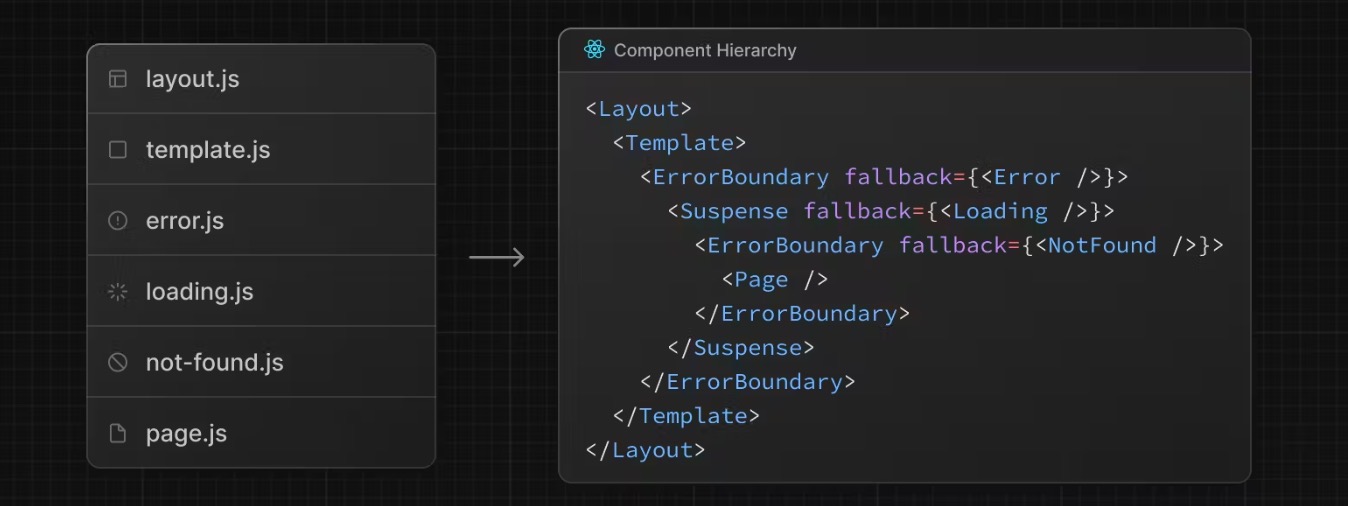 layout.js
template.js
error.js
loading.js
not-found.js
page.js
Component Hierarchy
<Layout>
  <Template>
    <ErrorBoundary fallback={<Error />}>
      <Suspense fallback={<Loading />}>
        <ErrorBoundary fallback={<NotFound />}>
          <Page />
        </ErrorBoundary>
      </Suspense>
    </ErrorBoundary>
  </Template>
</Layout>